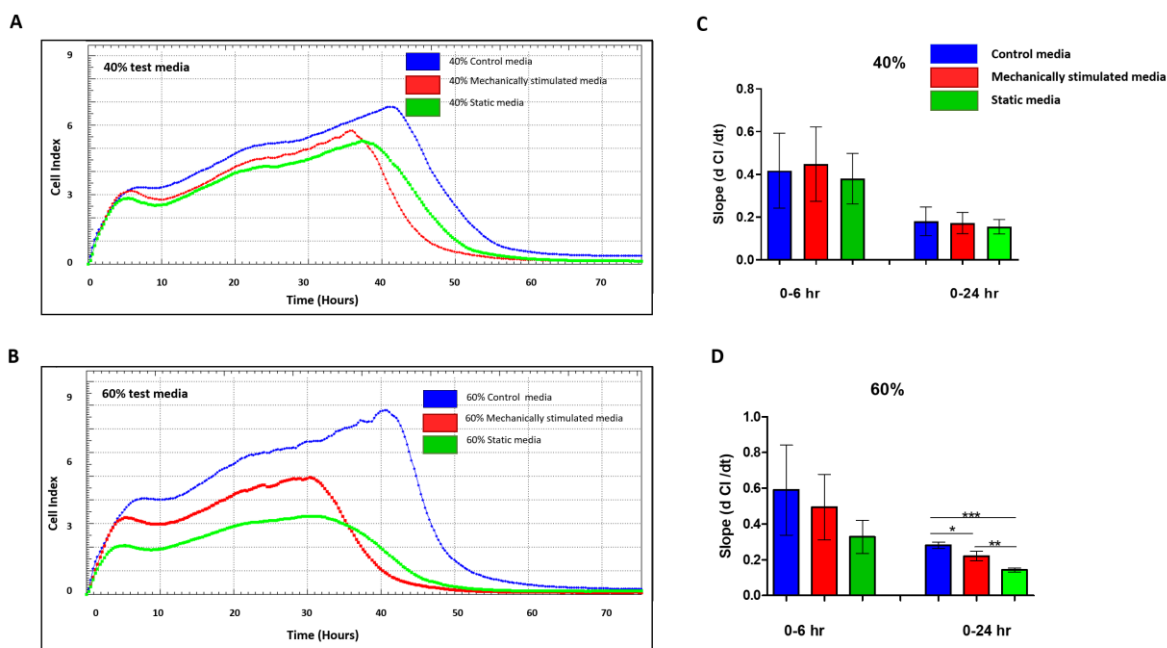 A
40% test media
40% Control media
40% Mechanically stimulated media
40% Static media
9
6
3
0
Cell Index
0 10 20 30 40 50 60 70
Time (Hours)
B
60% test media
60% Control media
60% Mechanically stimulated media
60% Static media
9
6
3
0
Cell Index
0 10 20 30 40 50 60 70
Time (Hours)
C
40%
Control media
Mechanically stimulated media
Static media
0.6
0.4
0.2
0.0
Slope (d CI /dt)
0-6 hr 0-24 hr
D
60%
1.0
0.8
0.6
0.4
0.2
0.0
Slope (d CI /dt)
***
*
**
0-6 hr 0-24 hr